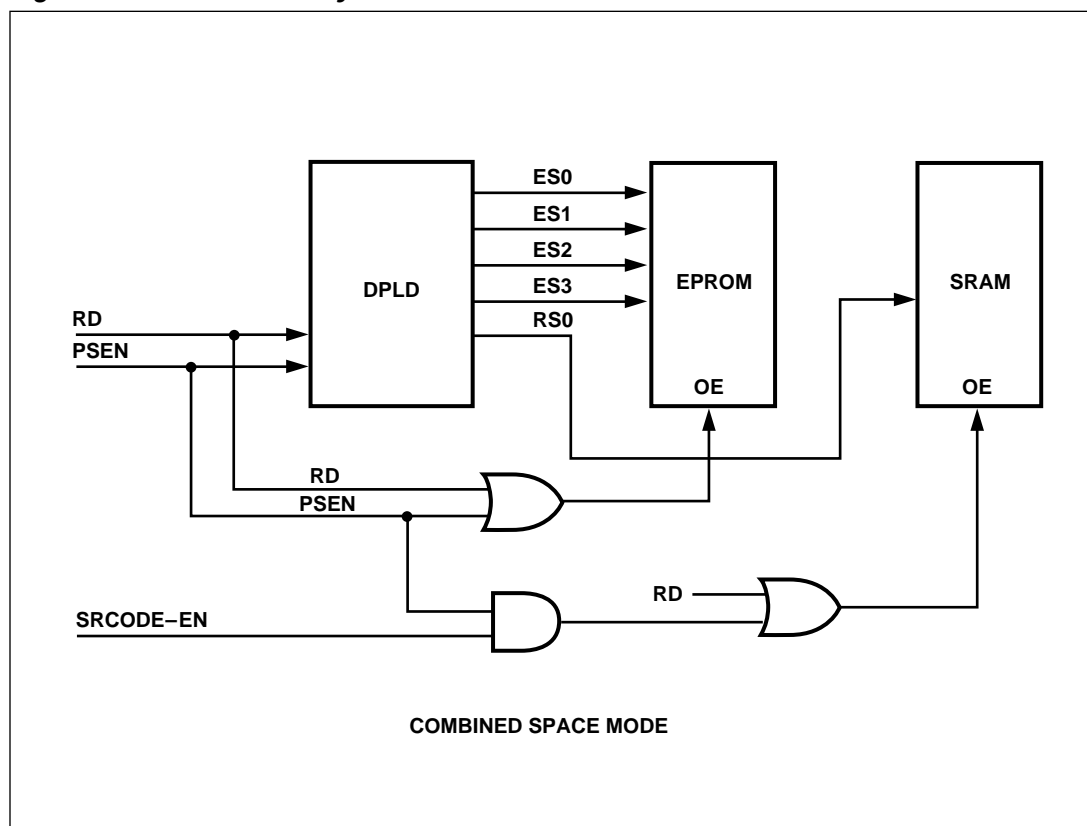 ES0
ES1
ES2
ES3
RS0
DPLD
EPROM
OE
SRAM
OE
RD
PSEN
RD
PSEN
SRCODE–EN
RD
COMBINED SPACE MODE